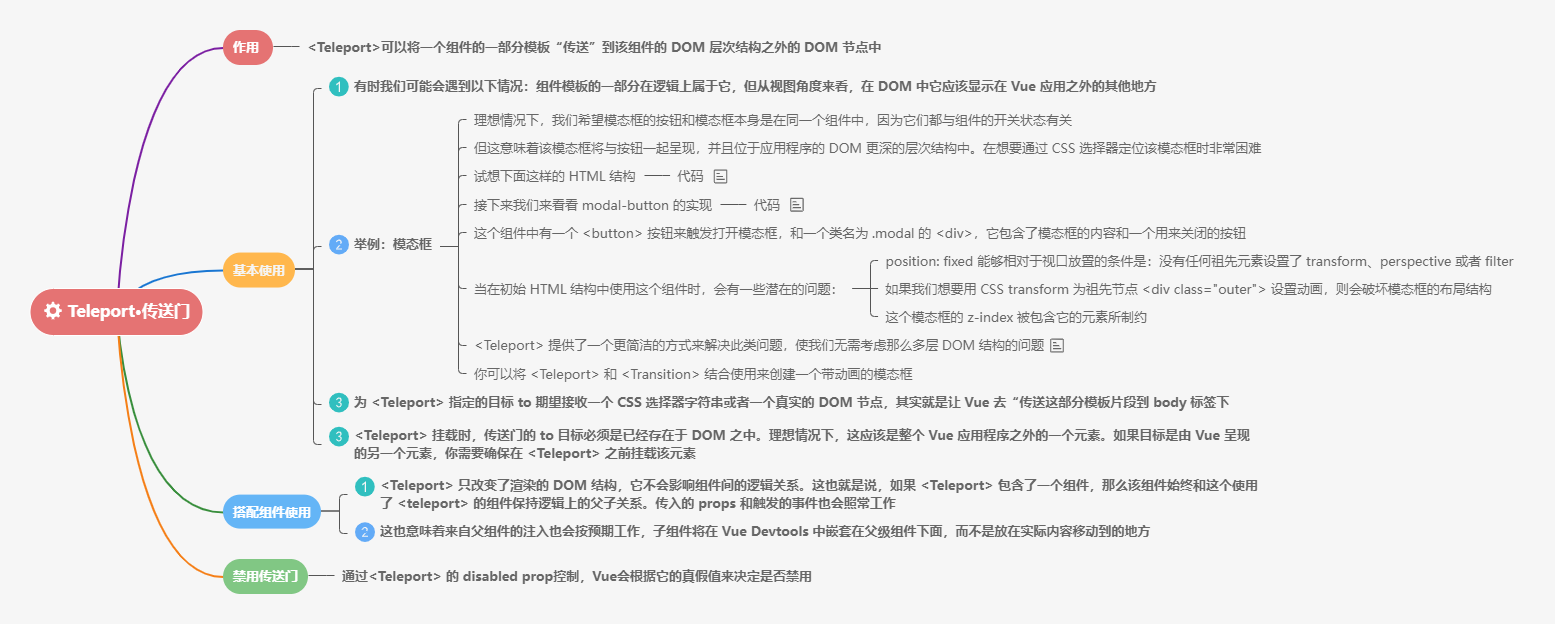 Teleport•传送门
作用
<Teleport>可以将一个组件的一部分模板“传送”到该组件的 DOM 层次结构之外的 DOM 节点中
基本使用
1 有时我们可能会遇到以下情况：组件模板的一部分在逻辑上属于它，但从视图角度来看，在 DOM 中它应该显示在 Vue 应用之外的其他地方
2 举例：模态框
理想情况下，我们希望模态框的按钮和模态框本身是在同一个组件中，因为它们都与组件的开关状态有关
但这意味着该模态框将与按钮一起呈现，并且位于应用程序的 DOM 更深的层次结构中。在想要通过 CSS 选择器定位该模态框时非常困难
试想下面这样的 HTML 结构 代码
接下来我们来看看 modal-button 的实现 代码
这个组件中有一个 <button> 按钮来触发打开模态框，和一个类名为 .modal 的 <div>，它包含了模态框的内容和一个用来关闭的按钮
当在初始 HTML 结构中使用这个组件时，会有一些潜在的问题：
position: fixed 能够相对于视口放置的条件是：没有任何祖先元素设置了 transform、perspective 或者 filter
如果我们想要用 CSS transform 为祖先节点 <div class="outer"> 设置动画，则会破坏模态框的布局结构
这个模态框的 z-index 被包含它的元素所制约
<Teleport> 提供了一个更简洁的方式来解决此类问题，使我们无需考虑那么多层 DOM 结构的问题
你可以将 <Teleport> 和 <Transition> 结合使用来创建一个带动画的模态框
3 为 <Teleport> 指定的目标 to 期望接收一个 CSS 选择器字符串或者一个真实的 DOM 节点，其实就是让 Vue 去“传送这部分模板片段到 body 标签下
3 <Teleport> 挂载时，传送门的 to 目标必须是已经存在于 DOM 之中。理想情况下，这应该是整个 Vue 应用程序之外的一个元素。如果目标是由 Vue 呈现
的另一个元素，你需要确保在 <Teleport> 之前挂载该元素
搭配组件使用
1 <Teleport> 只改变了渲染的 DOM 结构，它不会影响组件间的逻辑关系。这也就是说，如果 <Teleport> 包含了一个组件，那么该组件始终和这个使用
了 <teleport> 的组件保持逻辑上的父子关系。传入的 props 和触发的事件也会照常工作
2 这也意味着来自父组件的注入也会按预期工作，子组件将在 Vue Devtools 中嵌套在父级组件下面，而不是放在实际内容移动到的地方
禁用传送门
通过<Teleport> 的 disabled prop控制，Vue会根据它的真假值来决定是否禁用